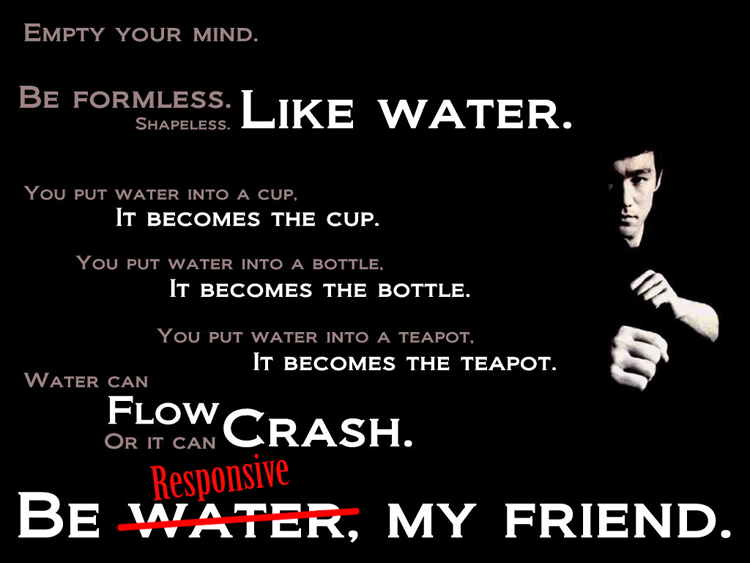 Empty your mind.
Be formless.
Shapeless.
Like water.
You put water into a cup,
It becomes the cup.
You put water into a bottle,
It becomes the bottle.
You put water into a teapot,
It becomes the teapot.
Water can
Flow
Or it can
Crash.
Responsive
Be water, my friend.